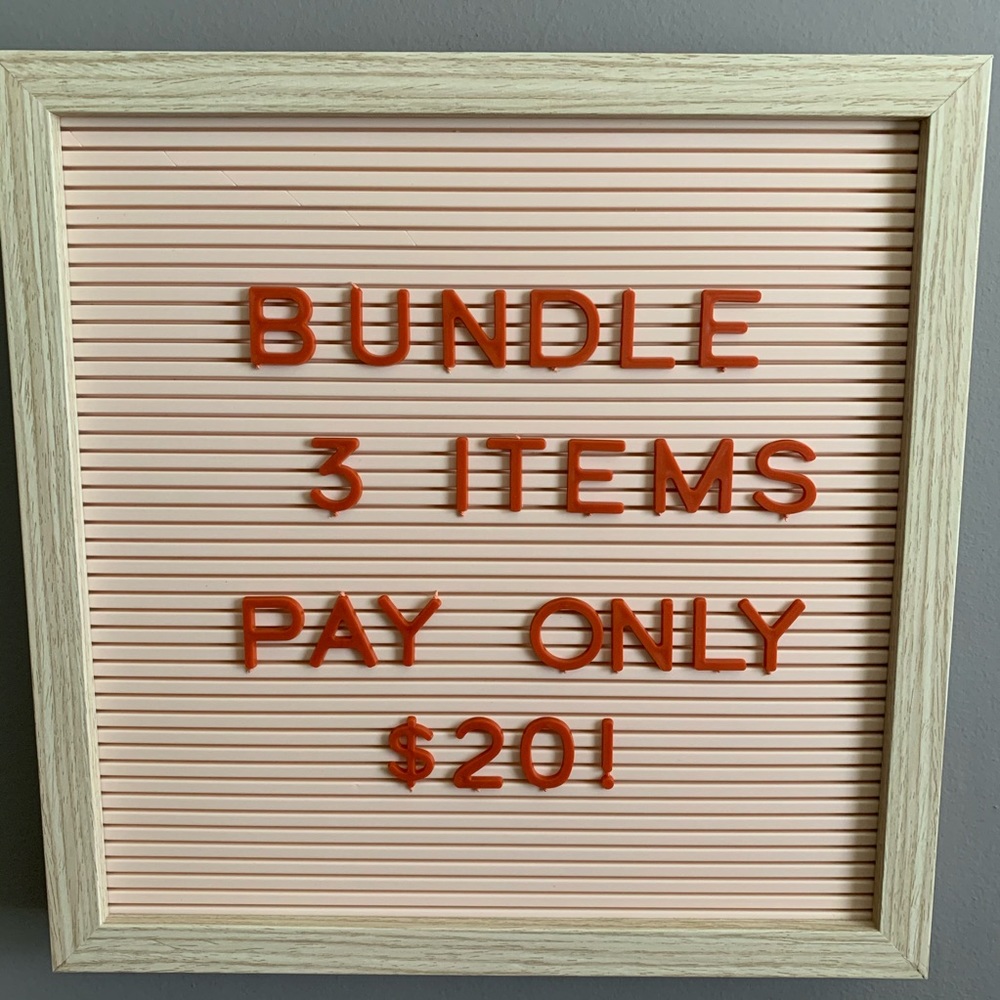 BUNDLE
3 ITEMS
PAY ONLY
$20!